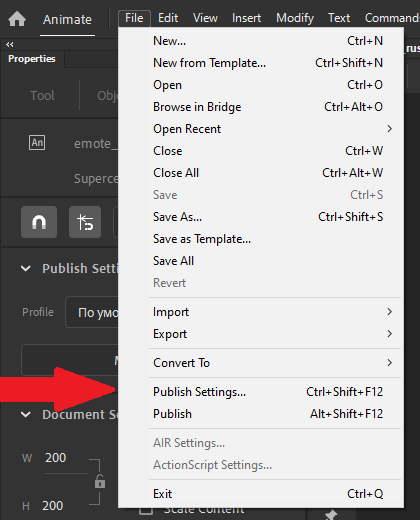 Animate
File Edit View Insert Modify Text Command
Properties
Tool Obje
An emote_
Superce
Publish Setti
Profile По умо
Document Se
W 200
H 200
Scale Content
New... Ctrl+N
New from Template... Ctrl+Shift+N
Open Ctrl+O
Browse in Bridge Ctrl+Alt+O
Open Recent
Close Ctrl+W
Close All Ctrl+Alt+W
Save Ctrl+S
Save As... Ctrl+Shift+S
Save as Template...
Save All
Revert
Import
Export
Convert To
Publish Settings... Ctrl+Shift+F12
Publish Alt+Shift+F12
AIR Settings...
ActionScript Settings...
Exit Ctrl+Q